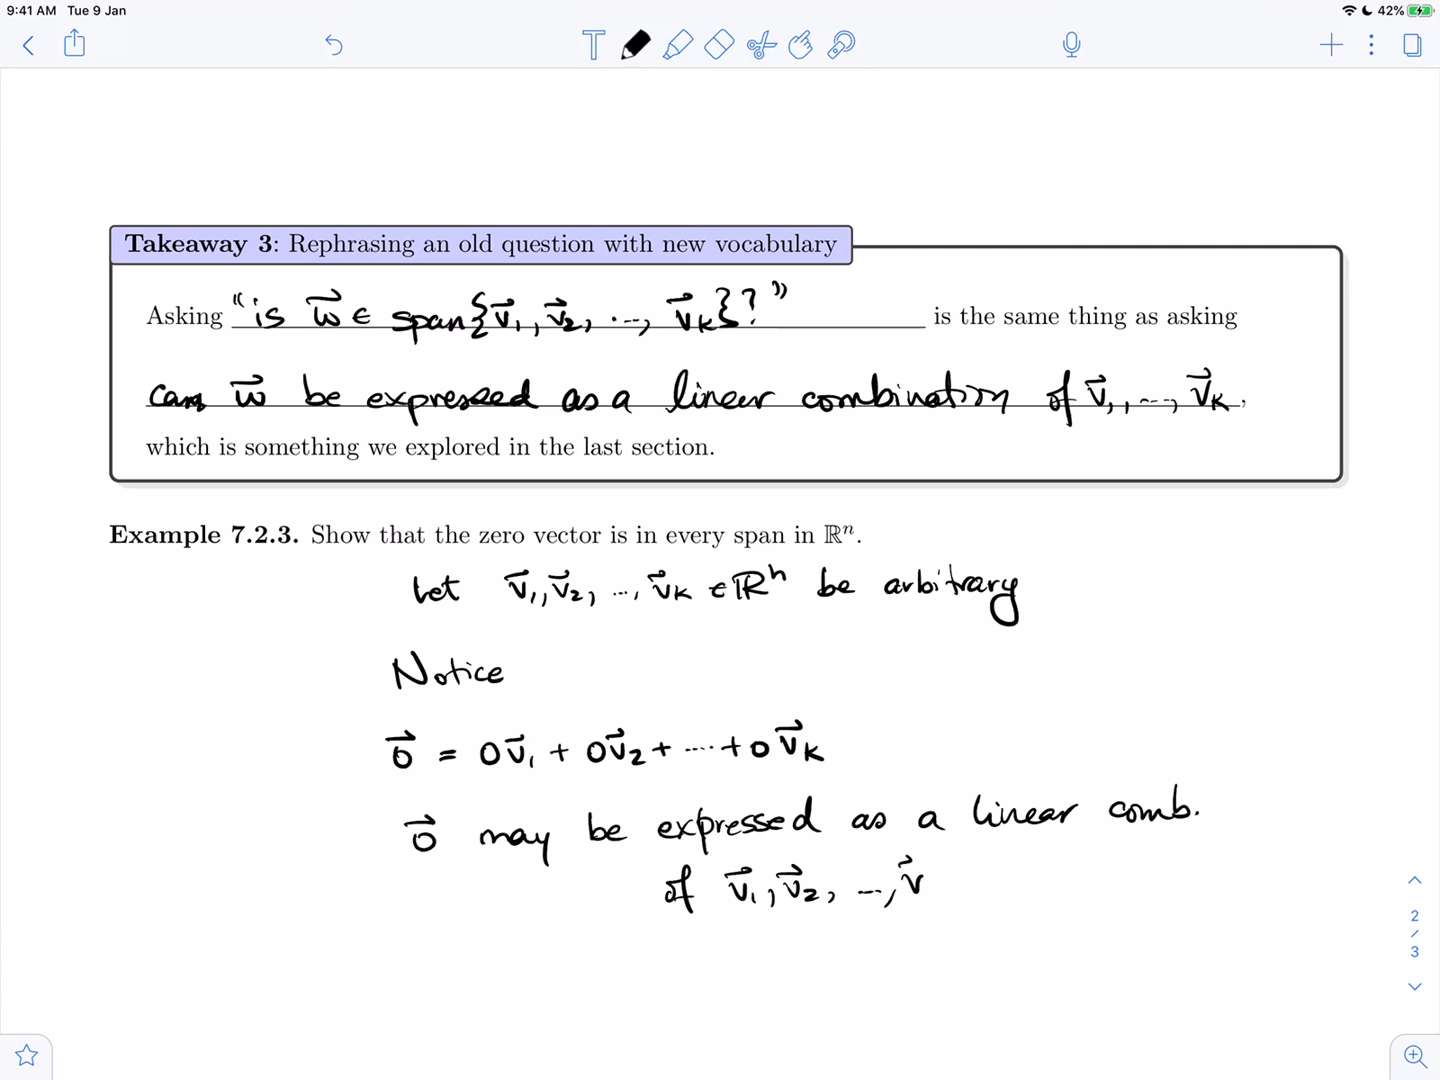 9:41 AM Tue 9 Jan 42%
Takeaway 3: Rephrasing an old question with new vocabulary
Asking "is w⃗ ∈ span{v⃗₁, v⃗₂, ..., v⃗ₖ}?" is the same thing as asking
can w⃗ be expressed as a linear combination of v⃗₁, ..., v⃗ₖ,
which is something we explored in the last section.
Example 7.2.3. Show that the zero vector is in every span in ℝⁿ.
Let v⃗₁, v⃗₂, ..., v⃗ₖ ∈ ℝⁿ be arbitrary
Notice
0⃗ = 0v⃗₁ + 0v⃗₂ + ... + 0v⃗ₖ
0⃗ may be expressed as a linear comb.
of v⃗₁, v⃗₂, ..., v⃗
2
/
3